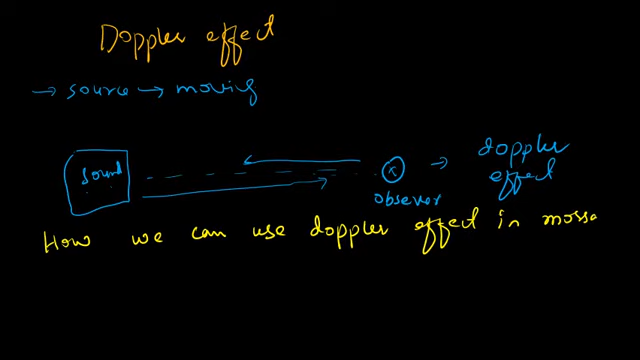 Doppler effect
→ source → moving
sound
observer
→ doppler effect
How we can use doppler effect in mossa